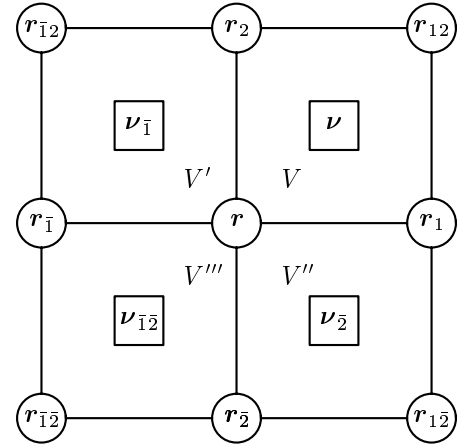 r_{\bar{1}2} r_2 r_{12}
ν_{\bar{1}} ν
V′ V
r_{\bar{1}} r r_1
V‴ V″
ν_{\bar{1}\bar{2}} ν_{\bar{2}}
r_{\bar{1}\bar{2}} r_{\bar{2}} r_{1\bar{2}}